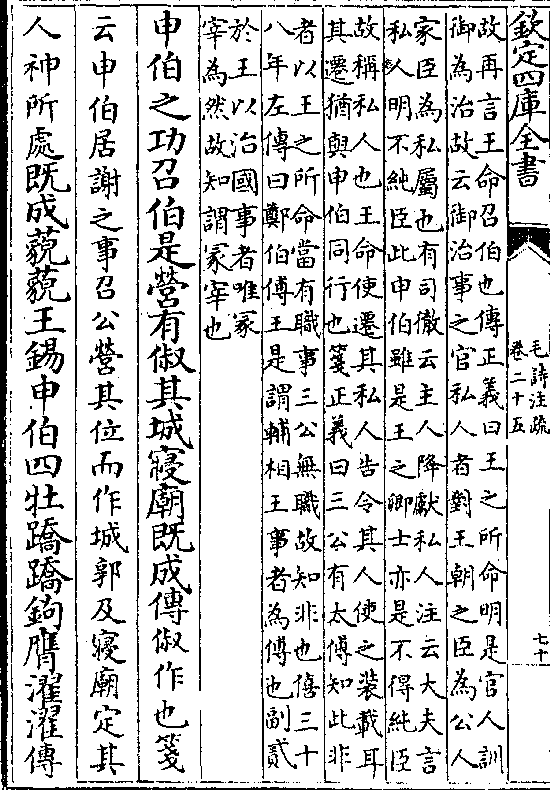 欽定四庫全書
毛詩注疏
卷二十五
七十
故再言王命召伯也傳正義曰王之所命明是官人訓
御為治故云御治事之官私人者對王朝之臣為公人
家臣為私屬也有司徹云主人降獻私人注云大夫言
私人明不純臣此申伯雖是王之卿士亦是不得純臣
故稱私人也王命使遷其私人告令其人使之装載耳
其遷猶與申伯同行也箋正義曰三公有太傅知此非
者以王之所命當有職事三公無職故知非也僖三十
八年左傳曰鄭伯傅王是謂輔相王事者為傅也副貳
於王以治國事者唯冡
宰為然故知謂冡宰也
申伯之功召伯是營有俶其城寢廟既成傳俶作也箋
云申伯居謝之事召公營其位而作城郭及寢廟定其
人神所處既成藐藐王錫申伯四牡蹻蹻鉤膺濯濯傳